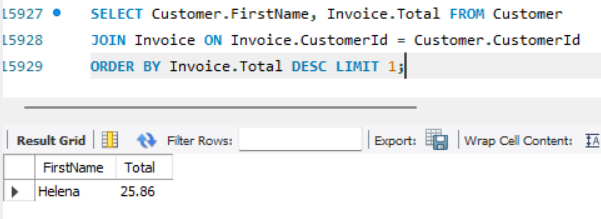 15927 SELECT Customer.FirstName, Invoice.Total FROM Customer
15928 JOIN Invoice ON Invoice.CustomerId = Customer.CustomerId
15929 ORDER BY Invoice.Total DESC LIMIT 1;
Result Grid Filter Rows: Export: Wrap Cell Content: IA
FirstName Total
Helena 25.86